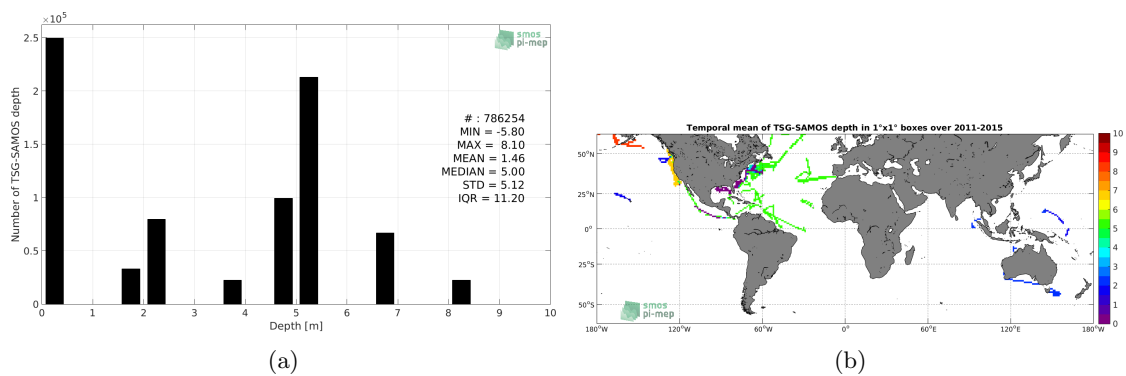 ×10⁵
smos
pi-mep
2.5
2
1.5
1
0.5
0
Number of TSG-SAMOS depth
# : 786254
MIN = -5.80
MAX = 8.10
MEAN = 1.46
MEDIAN = 5.00
STD = 5.12
IQR = 11.20
0 1 2 3 4 5 6 7 8 9 10
Depth [m]
(a)
Temporal mean of TSG-SAMOS depth in 1°x1° boxes over 2011-2015
50°N
25°N
0°
25°S
50°S
smos
pi-mep
180°W 120°W 60°W 0° 60°E 120°E 180°E
10
9
8
7
6
5
4
3
2
1
0
(b)